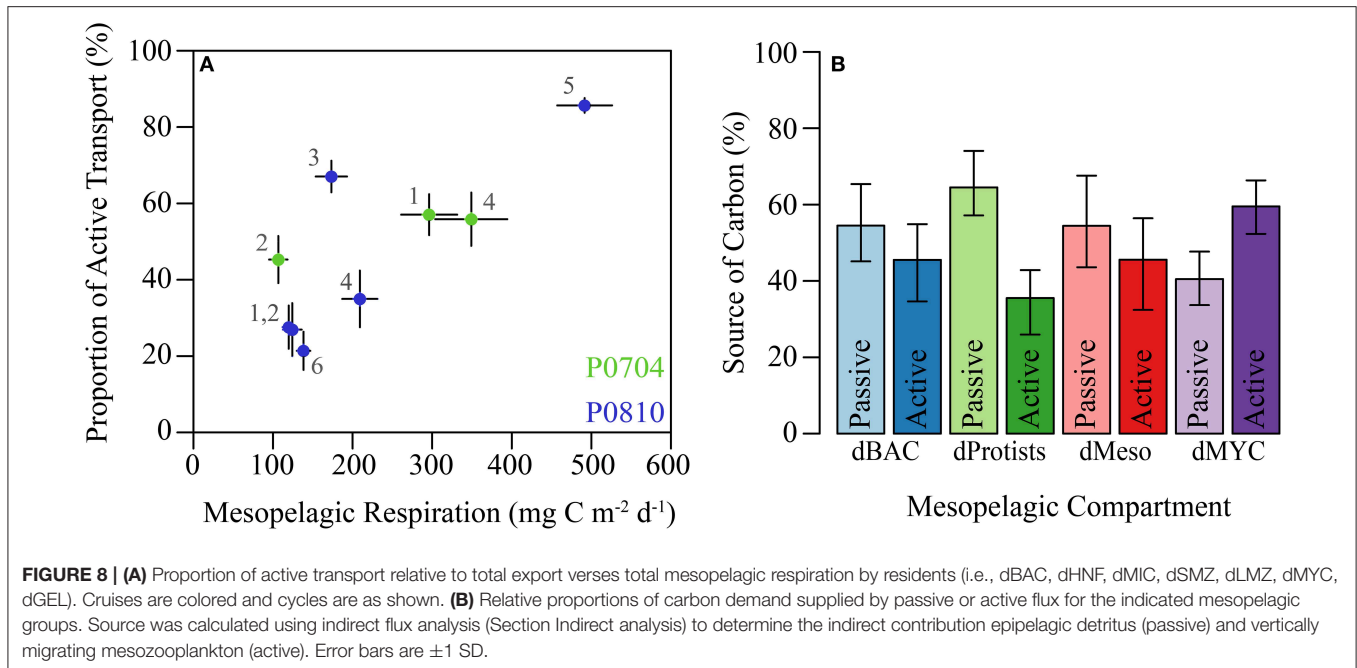 A
Proportion of Active Transport (%)
100
80
60
40
20
0
5
3
1
4
2
4
1,2
6
P0704
P0810
0 100 200 300 400 500 600
Mesopelagic Respiration (mg C m-2 d-1)
B
Source of Carbon (%)
100
80
60
40
20
0
Passive Active Passive Active Passive Active Passive Active
dBAC dProtists dMeso dMYC
Mesopelagic Compartment
FIGURE 8 | (A) Proportion of active transport relative to total export verses total mesopelagic respiration by residents (i.e., dBAC, dHNF, dMIC, dSMZ, dLMZ, dMYC,
dGEL). Cruises are colored and cycles are as shown. (B) Relative proportions of carbon demand supplied by passive or active flux for the indicated mesopelagic
groups. Source was calculated using indirect flux analysis (Section Indirect analysis) to determine the indirect contribution epipelagic detritus (passive) and vertically
migrating mesozooplankton (active). Error bars are ±1 SD.